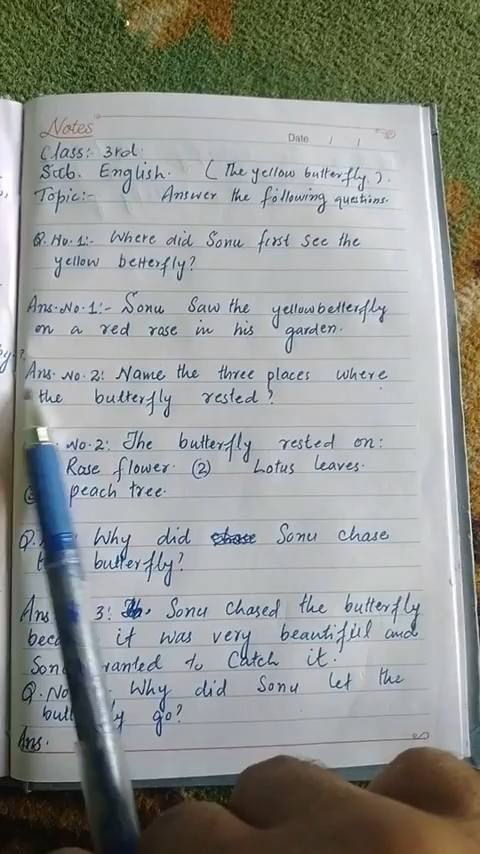 Notes
Date / /
Class:- 3rd.
Sub. English. (The yellow butterfly.).
Topic:- Answer the following questions.
Q. No. 1:- Where did Sonu first see the
yellow betterfly?
Ans. No. 1:- Sonu Saw the yellow betterfly
on a red rose in his garden.
Ans. No. 2: Name the three places where
the butterfly rested?
No. 2: The butterfly rested on:
Rose flower. (2) Lotus leaves.
peach tree.
Q. Why did Sonu chase
butterfly?
Ans 3: Sonu chased the butterfly
it was very beautiful and
to Catch it.
Q. No Why did Sonu let the
go?
Ans.